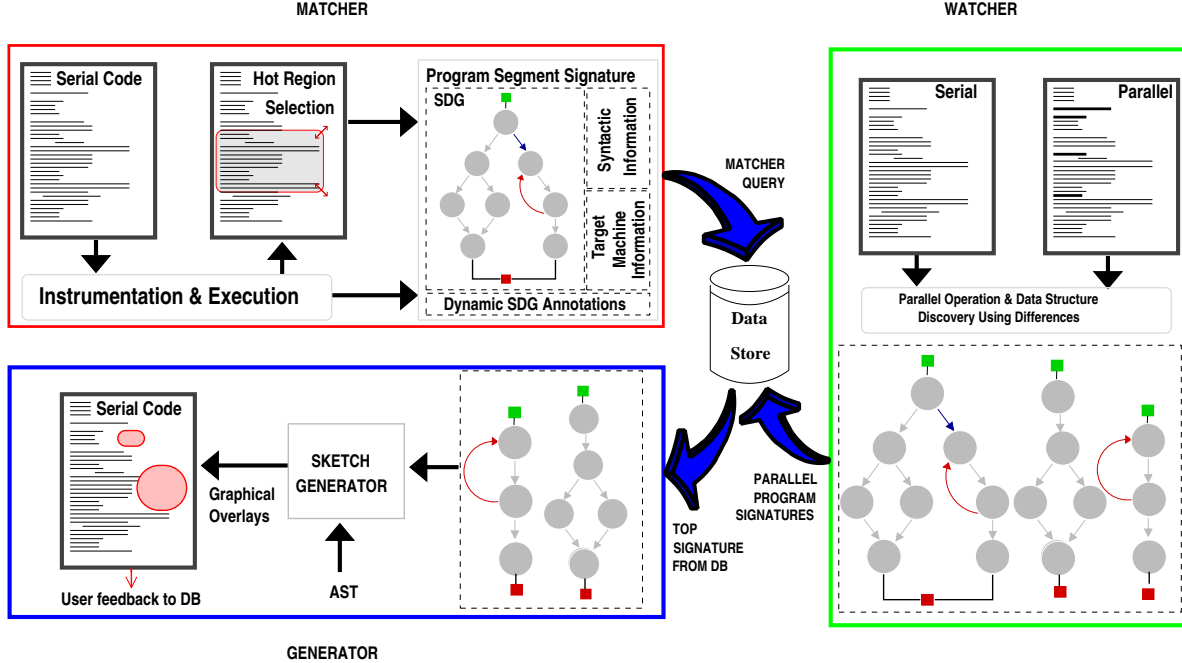 MATCHER
WATCHER
Serial Code
Hot Region
Selection
Program Segment Signature
SDG
Syntactic
Information
Target
Machine
Information
Dynamic SDG Annotations
Instrumentation & Execution
MATCHER
QUERY
Data
Store
Serial
Parallel
Parallel Operation & Data Structure
Discovery Using Differences
PARALLEL
PROGRAM
SIGNATURES
TOP
SIGNATURE
FROM DB
Serial Code
Graphical
Overlays
SKETCH
GENERATOR
AST
User feedback to DB
GENERATOR